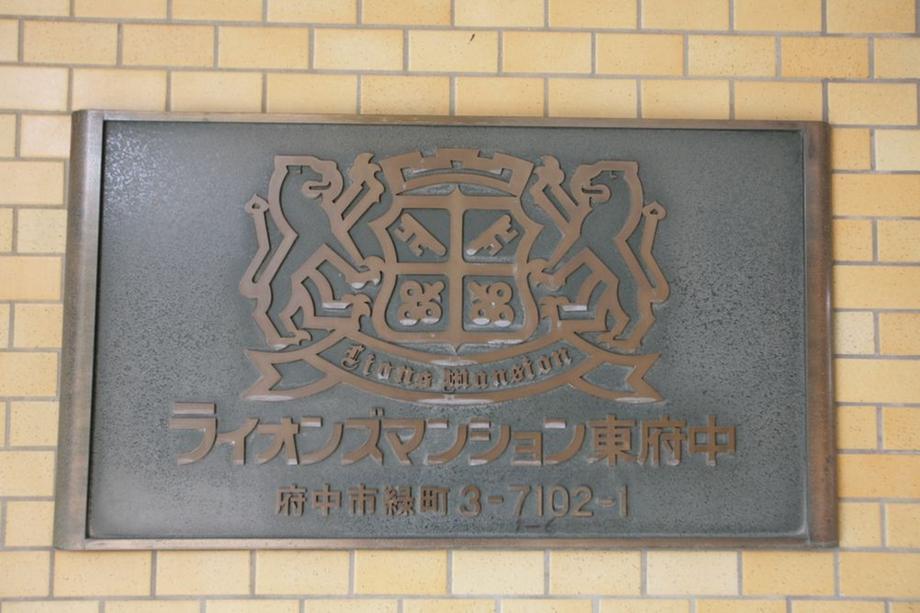 Lions Mansion
ライオンズマンション東府中
府中市緑町3-7102-1